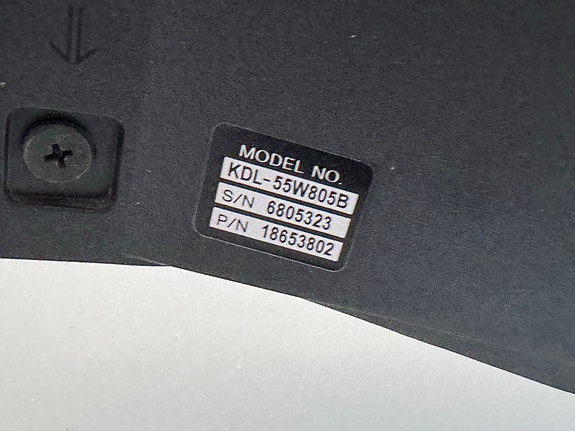 MODEL NO.
KDL-55W805B
S/N 6805323
P/N 18653802